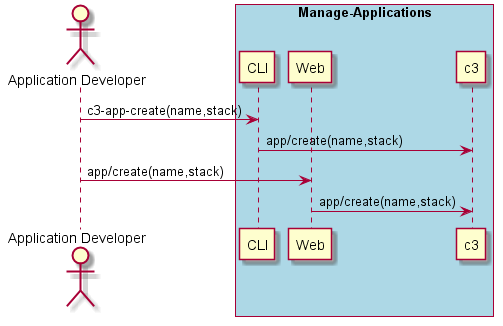 Manage-Applications
Application Developer
CLI
Web
c3
c3-app-create(name,stack)
app/create(name,stack)
app/create(name,stack)
app/create(name,stack)
Application Developer
CLI
Web
c3